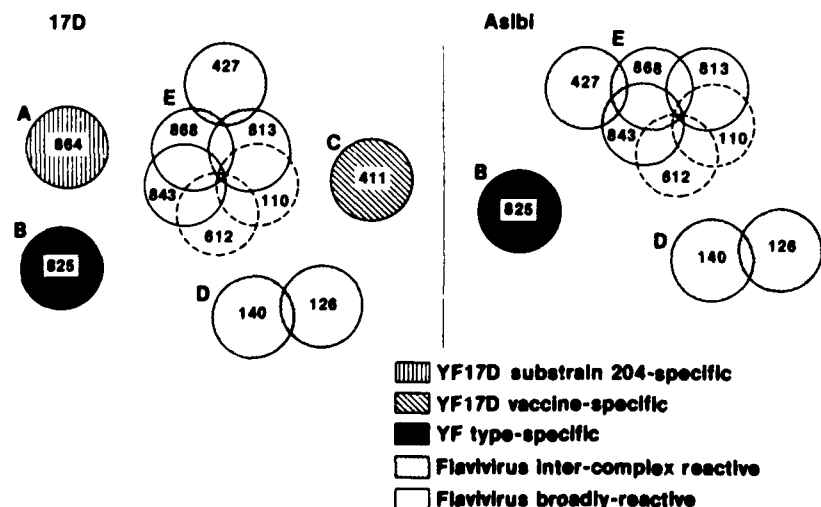 17D
427
E
A
868
813
864
C
411
843
110
B
612
825
D
140
126
Asibi
E
427
868
813
843
110
612
B
825
D
140
126
YF17D substrain 204-specific
YF17D vaccine-specific
YF type-specific
Flavivirus inter-complex reactive
Flavivirus broadly-reactive